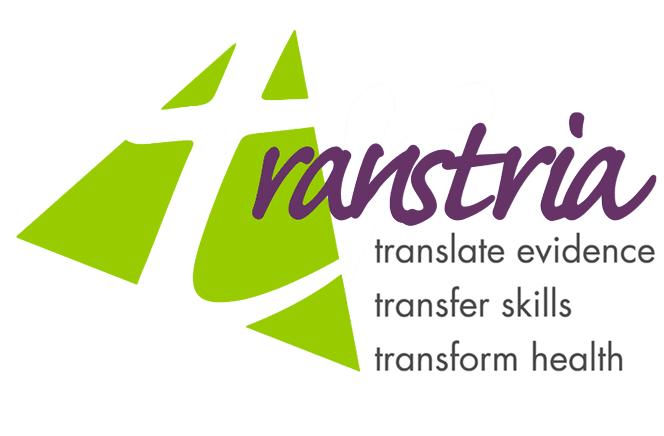 transtria
translate evidence
transfer skills
transform health